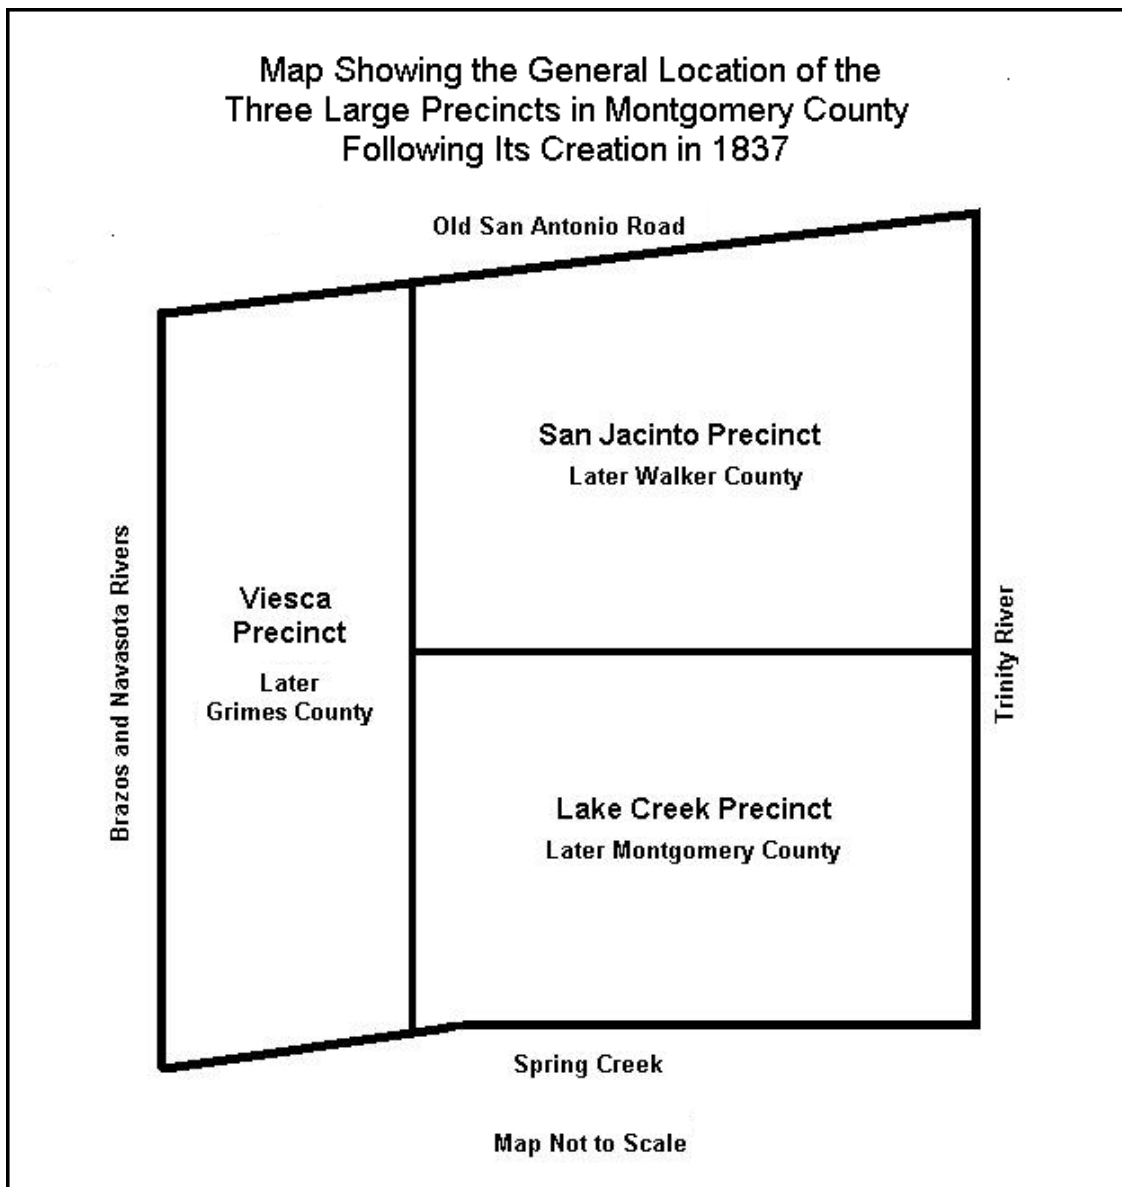 Map Showing the General Location of the
Three Large Precincts in Montgomery County
Following Its Creation in 1837
Old San Antonio Road
San Jacinto Precinct
Later Walker County
Brazos and Navasota Rivers
Viesca
Precinct
Later
Grimes County
Trinity River
Lake Creek Precinct
Later Montgomery County
Spring Creek
Map Not to Scale